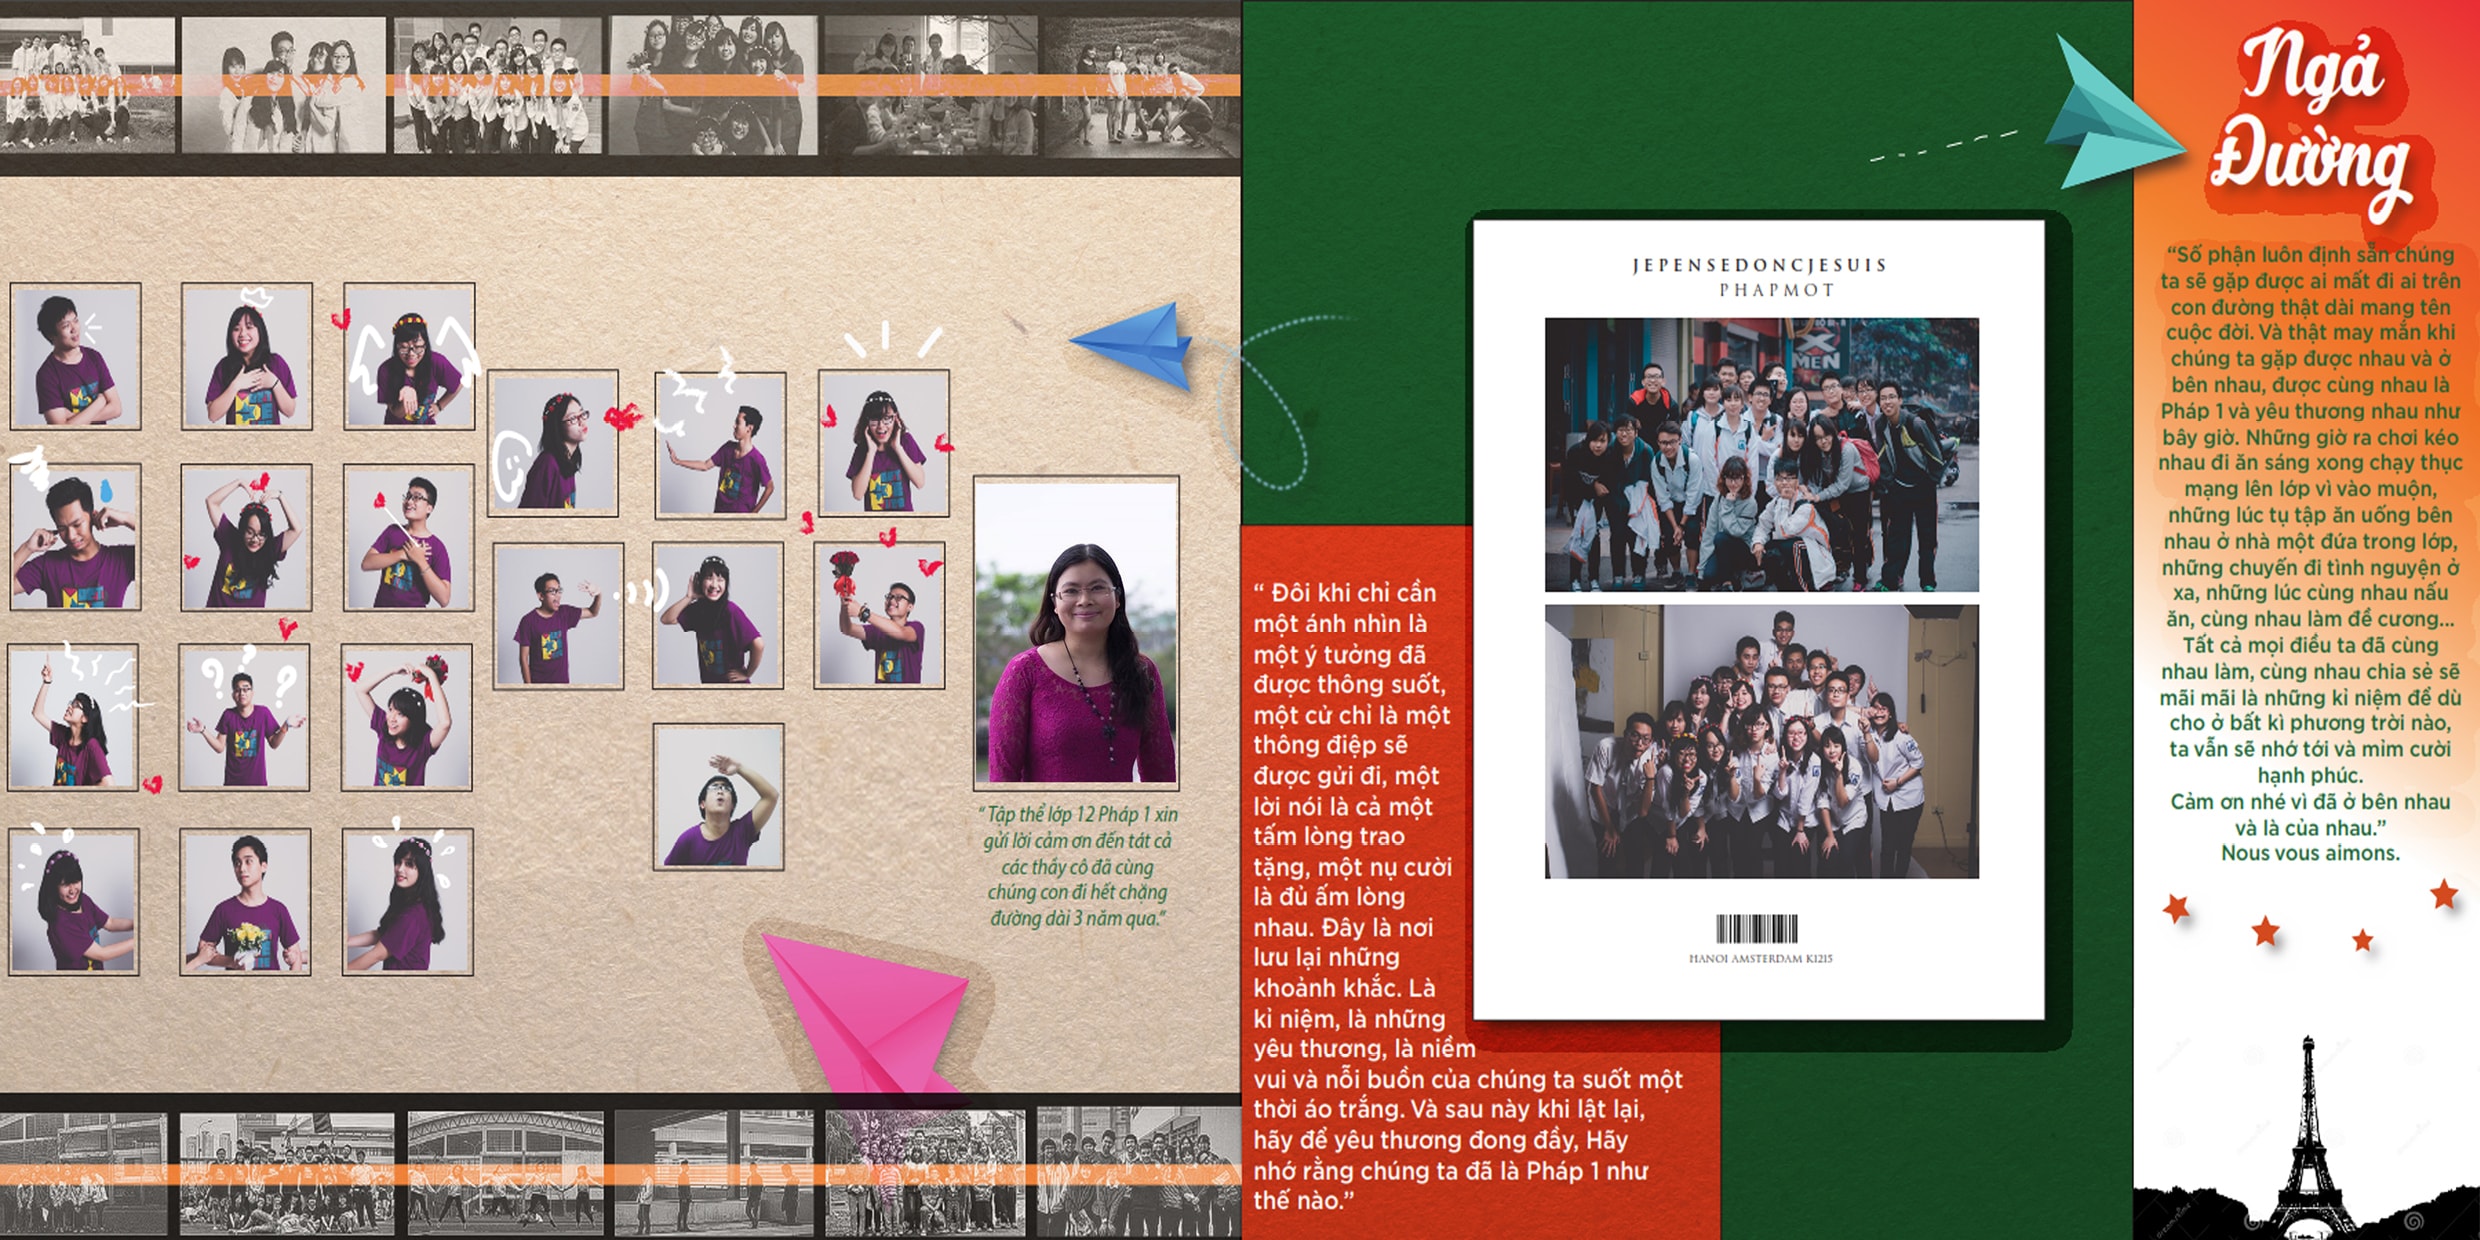 “ Tập thể lớp 12 Pháp 1 xin
gửi lời cảm ơn đến tát cả
các thầy cô đã cùng
chúng con đi hết chặng
đường dài 3 năm qua.”
“ Đôi khi chỉ cần
một ánh nhìn là
một ý tưởng đã
được thông suốt,
một cử chỉ là một
thông điệp sẽ
được gửi đi, một
lời nói là cả một
tấm lòng trao
tặng, một nụ cười
là đủ ấm lòng
nhau. Đây là nơi
lưu lại những
khoảnh khắc. Là
kỉ niệm, là những
yêu thương, là niềm
vui và nỗi buồn của chúng ta suốt một
thời áo trắng. Và sau này khi lật lại,
hãy để yêu thương đong đầy, Hãy
nhớ rằng chúng ta đã là Pháp 1 như
thế nào.”
JEPENSEDONCJESUIS
PHAPMOT
X
MEN
HANOI AMSTERDAM K1215
Ngả
Đường
“Số phận luôn định sẵn chúng
ta sẽ gặp được ai mất đi ai trên
con đường thật dài mang tên
cuộc đời. Và thật may mắn khi
chúng ta gặp được nhau và ở
bên nhau, được cùng nhau là
Pháp 1 và yêu thương nhau như
bây giờ. Những giờ ra chơi kéo
nhau đi ăn sáng xong chạy thục
mạng lên lớp vì vào muộn,
những lúc tụ tập ăn uống bên
nhau ở nhà một đứa trong lớp,
những chuyến đi tình nguyện ở
xa, những lúc cùng nhau nấu
ăn, cùng nhau làm đề cương...
Tất cả mọi điều ta đã cùng
nhau làm, cùng nhau chia sẻ sẽ
mãi mãi là những kỉ niệm để dù
cho ở bất kì phương trời nào,
ta vẫn sẽ nhớ tới và mỉm cười
hạnh phúc.
Cảm ơn nhé vì đã ở bên nhau
và là của nhau.”
Nous vous aimons.